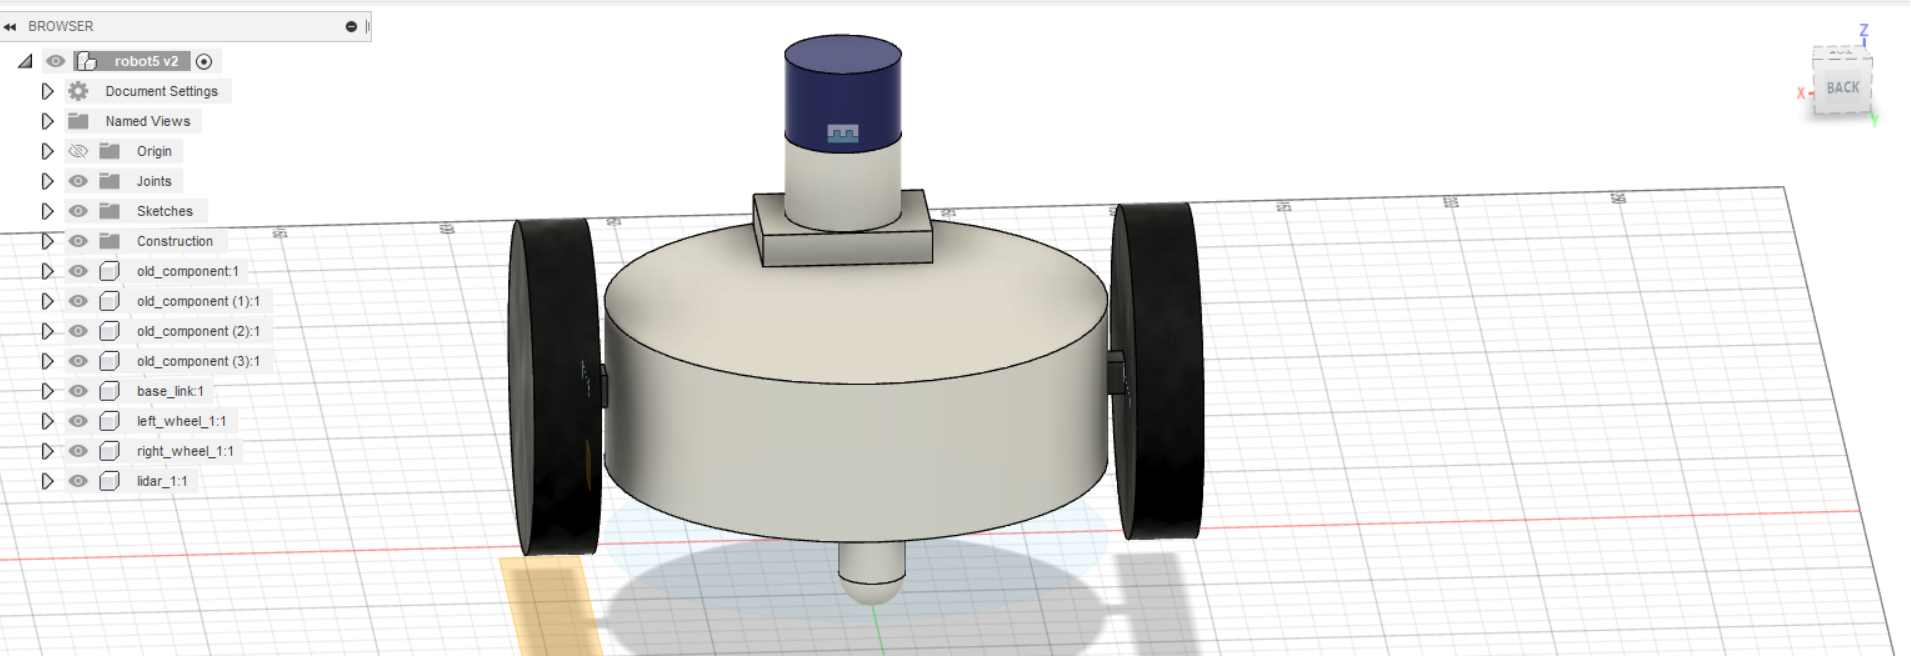 BROWSER
robot5 v2
Document Settings
Named Views
Origin
Joints
Sketches
Construction
old_component:1
old_component (1):1
old_component (2):1
old_component (3):1
base_link:1
left_wheel_1:1
right_wheel_1:1
lidar_1:1
Z
X
BACK
Y